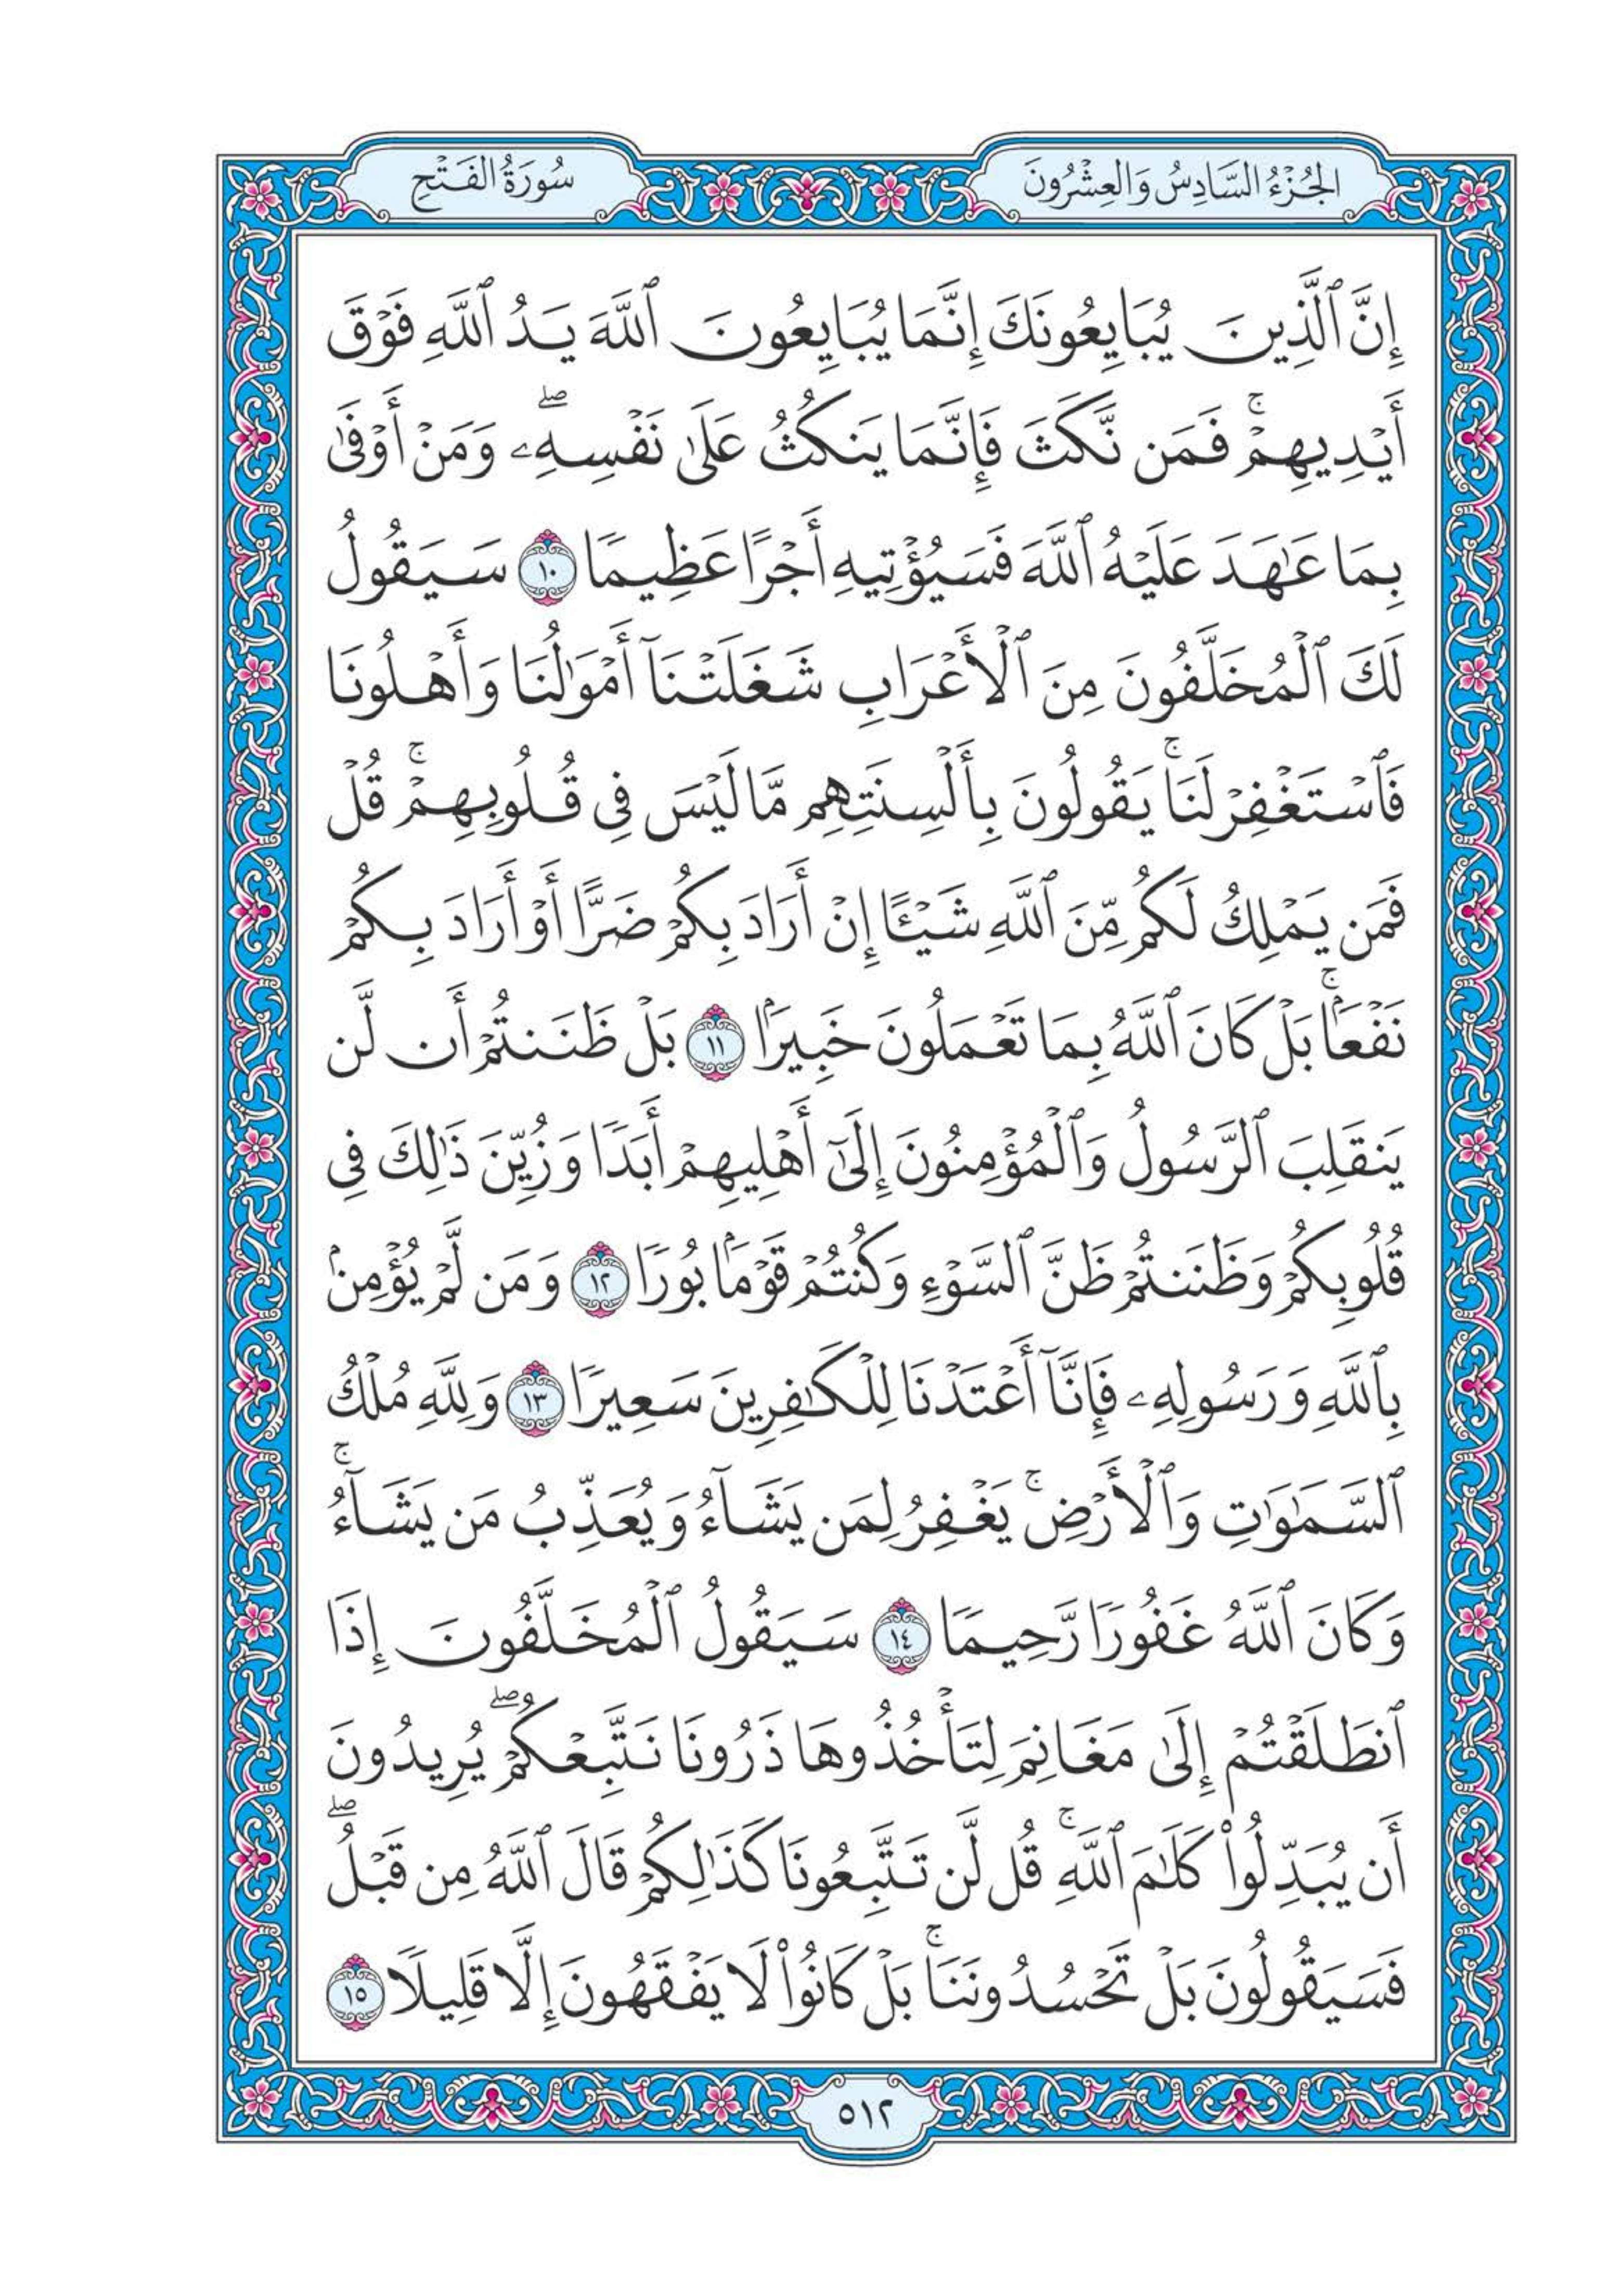 الجُزْءُ السَّادِسُ وَالعِشْرُونَ
سُورَةُ الفَتْحِ
إِنَّ ٱلَّذِينَ يُبَايِعُونَكَ إِنَّمَا يُبَايِعُونَ ٱللَّهَ يَدُ ٱللَّهِ فَوْقَ
أَيْدِيهِمْۚ فَمَن نَّكَثَ فَإِنَّمَا يَنكُثُ عَلَىٰ نَفْسِهِۦۖ وَمَنْ أَوْفَىٰ
بِمَا عَٰهَدَ عَلَيْهُ ٱللَّهَ فَسَيُؤْتِيهِ أَجْرًا عَظِيمًا ١٠ سَيَقُولُ
لَكَ ٱلْمُخَلَّفُونَ مِنَ ٱلْأَعْرَابِ شَغَلَتْنَآ أَمْوَٰلُنَا وَأَهْلُونَا
فَٱسْتَغْفِرْ لَنَاۚ يَقُولُونَ بِأَلْسِنَتِهِم مَّا لَيْسَ فِى قُلُوبِهِمْۚ قُلْ
فَمَن يَمْلِكُ لَكُم مِّنَ ٱللَّهِ شَيْـًٔا إِنْ أَرَادَ بِكُمْ ضَرًّا أَوْ أَرَادَ بِكُمْ
نَفْعًۢاۚ بَلْ كَانَ ٱللَّهُ بِمَا تَعْمَلُونَ خَبِيرًۢا ١١ بَلْ ظَنَنتُمْ أَن لَّن
يَنقَلِبَ ٱلرَّسُولُ وَٱلْمُؤْمِنُونَ إِلَىٰٓ أَهْلِيهِمْ أَبَدًا وَزُيِّنَ ذَٰلِكَ فِى
قُلُوبِكُمْ وَظَنَنتُمْ ظَنَّ ٱلسَّوْءِ وَكُنتُمْ قَوْمًۢا بُورًا ١٢ وَمَن لَّمْ يُؤْمِنۢ
بِٱللَّهِ وَرَسُولِهِۦ فَإِنَّآ أَعْتَدْنَا لِلْكَٰفِرِينَ سَعِيرًا ١٣ وَلِلَّهِ مُلْكُ
ٱلسَّمَٰوَٰتِ وَٱلْأَرْضِۚ يَغْفِرُ لِمَن يَشَآءُ وَيُعَذِّبُ مَن يَشَآءُۚ
وَكَانَ ٱللَّهُ غَفُورًا رَّحِيمًا ١٤ سَيَقُولُ ٱلْمُخَلَّفُونَ إِذَا
ٱنطَلَقْتُمْ إِلَىٰ مَغَانِمَ لِتَأْخُذُوهَا ذَرُونَا نَتَّبِعْكُمْۖ يُرِيدُونَ
أَن يُبَدِّلُوا۟ كَلَٰمَ ٱللَّهِۚ قُل لَّن تَتَّبِعُونَا كَذَٰلِكُمْ قَالَ ٱللَّهُ مِن قَبْلُۖ
فَسَيَقُولُونَ بَلْ تَحْسُدُونَنَاۚ بَلْ كَانُوا۟ لَا يَفْقَهُونَ إِلَّا قَلِيلًا ١٥
٥١٢